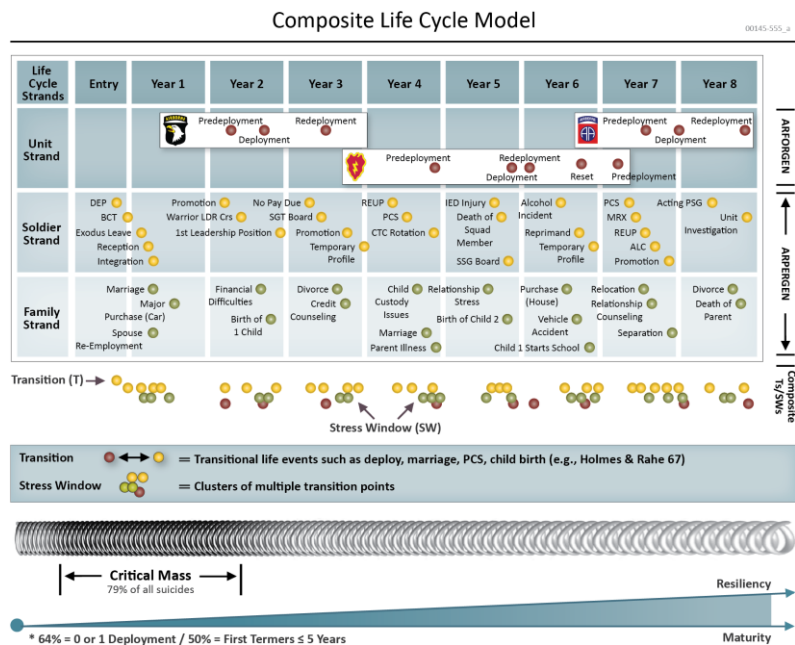 Composite Life Cycle Model
00145-555_a
Life Cycle Strands
Entry
Year 1
Year 2
Year 3
Year 4
Year 5
Year 6
Year 7
Year 8
Unit Strand
Predeployment
Deployment
Redeployment
Predeployment
Deployment
Redeployment
Predeployment
Redeployment
Deployment
Reset
Predeployment
ARFORGEN
Soldier Strand
DEP
BCT
Exodus Leave
Reception
Integration
Promotion
Warrior LDR Crs
1st Leadership Position
No Pay Due
SGT Board
Promotion
Temporary Profile
REUP
PCS
CTC Rotation
IED Injury
Death of Squad Member
SSG Board
Alcohol Incident
Reprimand
Temporary Profile
PCS
MRX
REUP
ALC
Promotion
Acting PSG
Unit Investigation
ARPERGEN
Family Strand
Marriage
Major Purchase (Car)
Spouse Re-Employment
Financial Difficulties
Birth of 1 Child
Divorce
Credit Counseling
Child Custody Issues
Marriage
Parent Illness
Relationship Stress
Birth of Child 2
Purchase (House)
Vehicle Accident
Child 1 Starts School
Relocation
Relationship Counseling
Separation
Divorce
Death of Parent
Transition (T)
Stress Window (SW)
Composite Ts/SWs
Transition = Transitional life events such as deploy, marriage, PCS, child birth (e.g., Holmes & Rahe 67)
Stress Window = Clusters of multiple transition points
Critical Mass
79% of all suicides
Resiliency
Maturity
* 64% = 0 or 1 Deployment / 50% = First Termers ≤ 5 Years